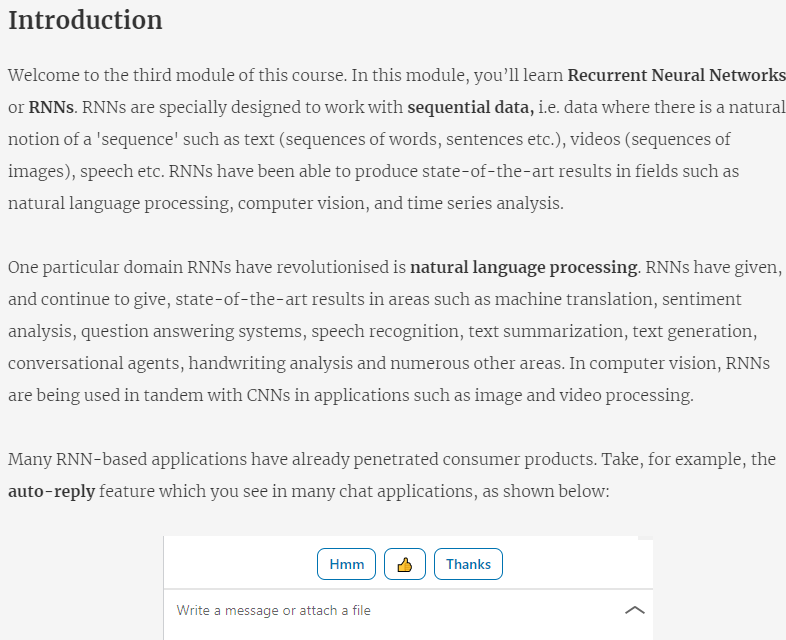 Introduction
Welcome to the third module of this course. In this module, you’ll learn Recurrent Neural Networks
or RNNs. RNNs are specially designed to work with sequential data, i.e. data where there is a natural
notion of a 'sequence' such as text (sequences of words, sentences etc.), videos (sequences of
images), speech etc. RNNs have been able to produce state-of-the-art results in fields such as
natural language processing, computer vision, and time series analysis.
One particular domain RNNs have revolutionised is natural language processing. RNNs have given,
and continue to give, state-of-the-art results in areas such as machine translation, sentiment
analysis, question answering systems, speech recognition, text summarization, text generation,
conversational agents, handwriting analysis and numerous other areas. In computer vision, RNNs
are being used in tandem with CNNs in applications such as image and video processing.
Many RNN-based applications have already penetrated consumer products. Take, for example, the
auto-reply feature which you see in many chat applications, as shown below:
Hmm 👍 Thanks
Write a message or attach a file